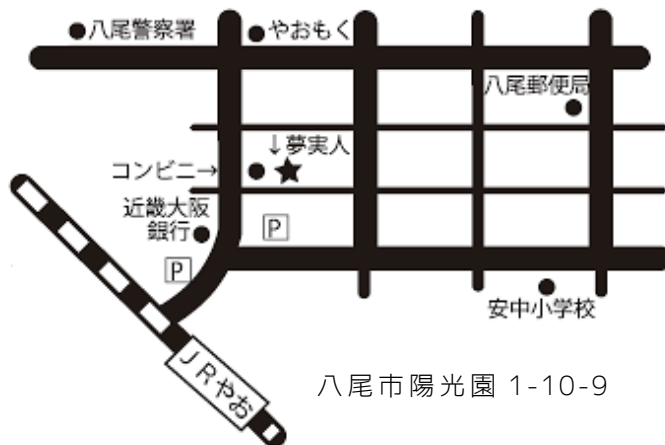 八尾警察署
やおもく
八尾郵便局
↓夢実人
コンビニ→
近畿大阪
銀行
P
P
安中小学校
JRやお
八尾市陽光園 1-10-9